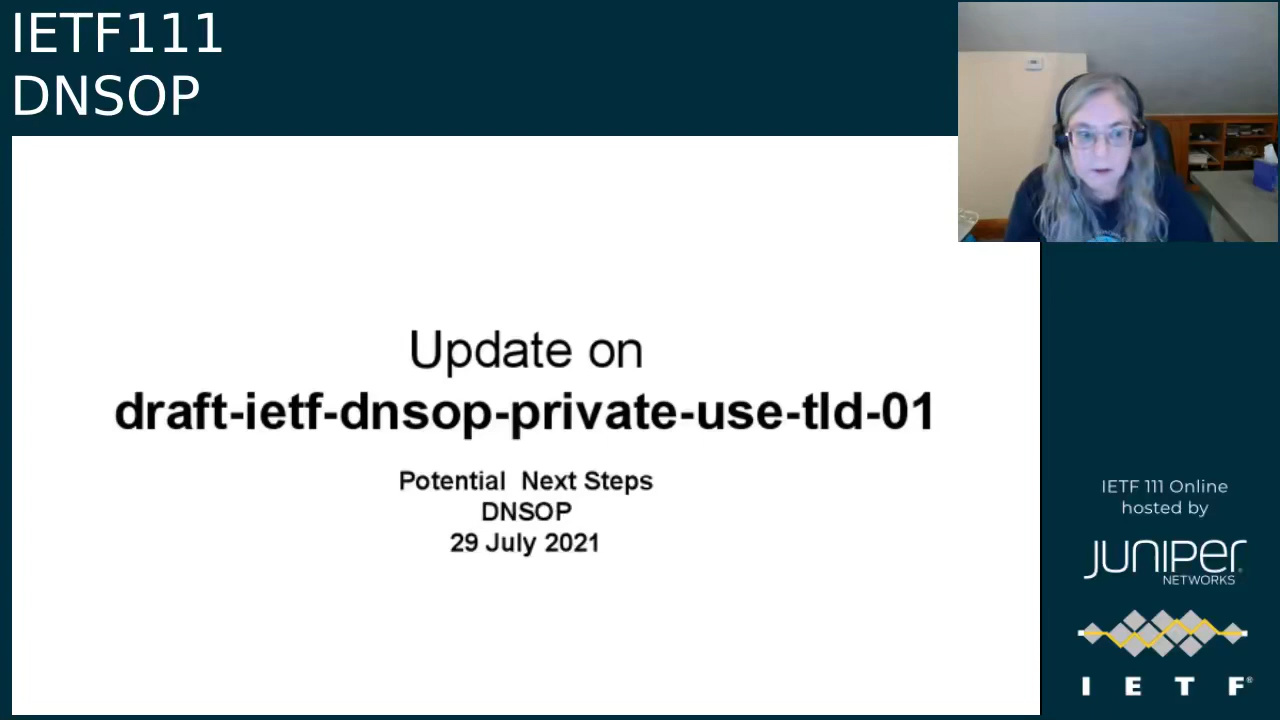 IETF111
DNSOP
Update on
draft-ietf-dnsop-private-use-tld-01
Potential Next Steps
DNSOP
29 July 2021
IETF 111 Online
hosted by
JUNIPEr
NETWORKS
I E T F®